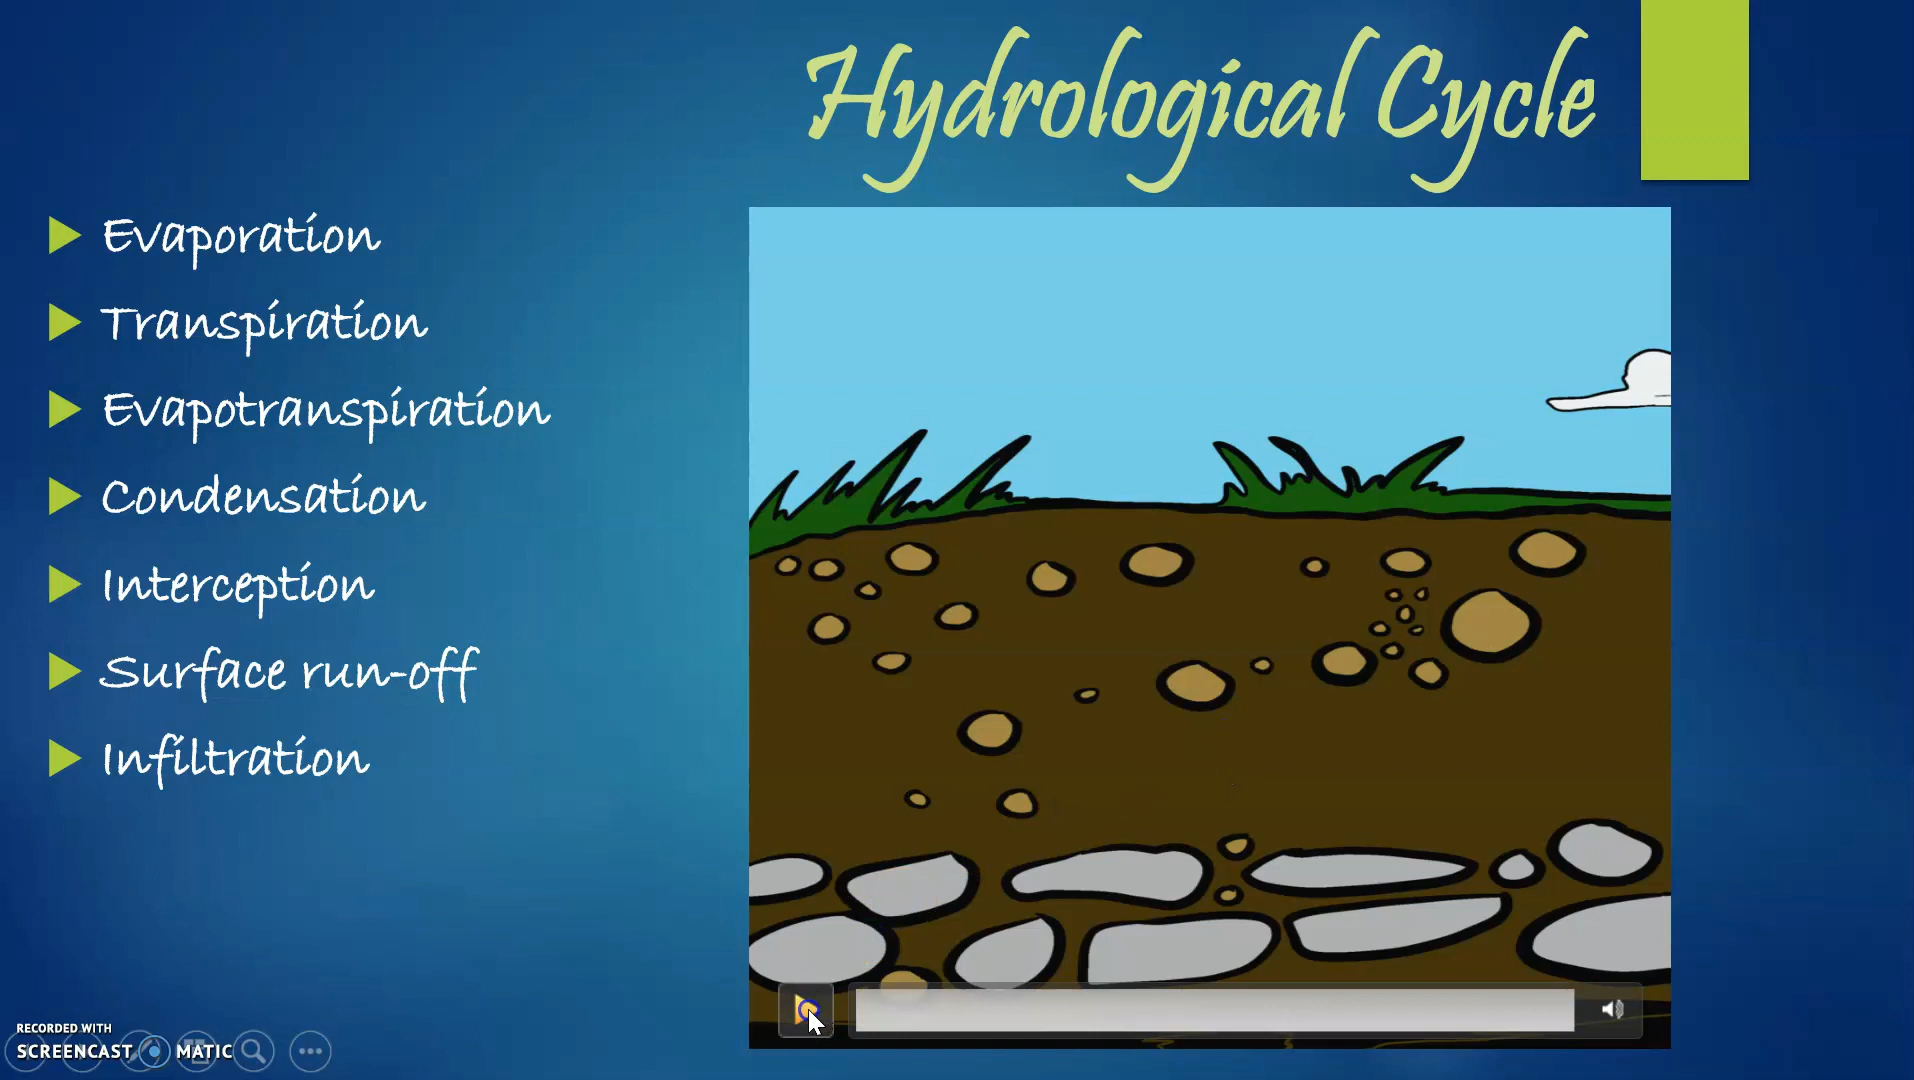 Hydrological Cycle
Evaporation
Transpiration
Evapotranspiration
Condensation
Interception
Surface run-off
Infiltration
RECORDED WITH
SCREENCAST MATIC